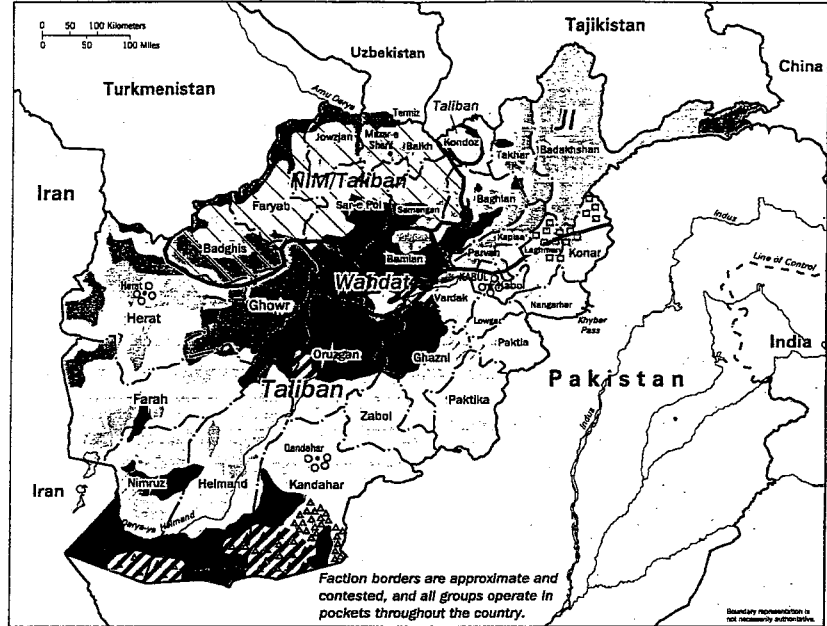 0 50 100 Kilometers
0 50 100 Miles
Uzbekistan
Tajikistan
China
Turkmenistan
Amu Darya
Termiz
Taliban
Jowzjan
Mazar-e
Sharif
Balkh
Kondoz
Takhar
JI
Badakhshan
Iran
NIM/Taliban
Faryab
Sar-e Pol
Samangan
Baghlan
Badghis
Bamian
Parvan
Kapisa
Laghman
Konar
Indus
Line of Control
Herat
Herat
Ghowr
Wahdat
KABUL
Kabol
Vardak
Nangarhar
Lowgar
Khyber
Pass
Paktia
India
Oruzgan
Ghazni
Taliban
Pakistan
Farah
Zabol
Paktika
Indus
Qandahar
Iran
Nimruz
Helmand
Kandahar
Darya-ye Helmand
Faction borders are approximate and
contested, and all groups operate in
pockets throughout the country.
Boundary representation is
not necessarily authoritative.